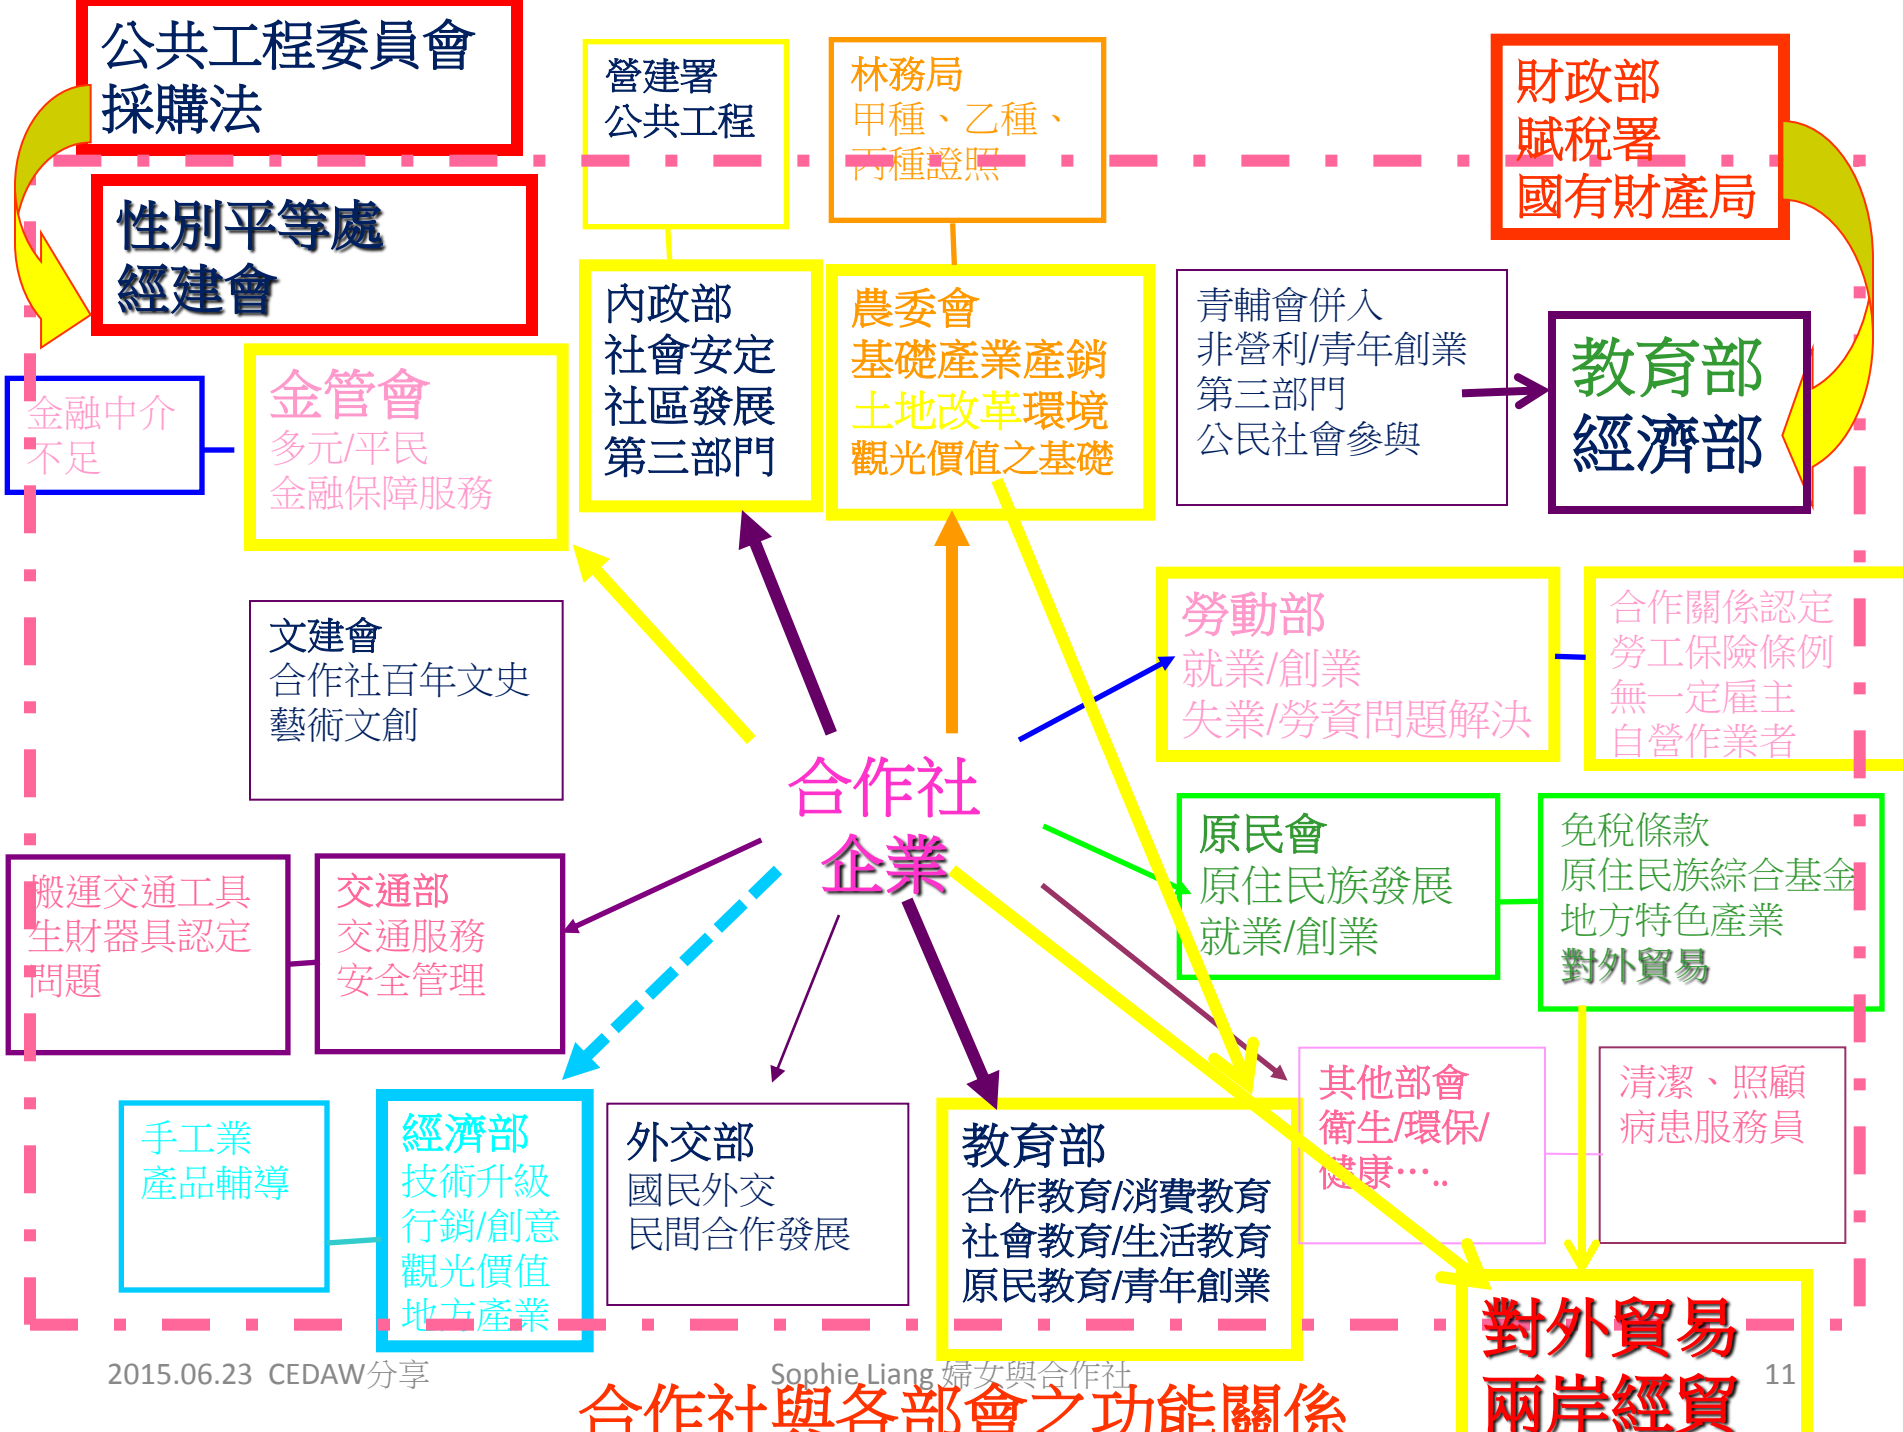 公共工程委員會
採購法
性別平等處
經建會
營建署
公共工程
林務局
甲種、乙種、
丙種證照
財政部
賦稅署
國有財產局
金融中介
不足
金管會
多元/平民
金融保障服務
內政部
社會安定
社區發展
第三部門
農委會
基礎產業產銷
土地改革環境
觀光價值之基礎
青輔會併入
非營利/青年創業
第三部門
公民社會參與
教育部
經濟部
文建會
合作社百年文史
藝術文創
勞動部
就業/創業
失業/勞資問題解決
合作關係認定
勞工保險條例
無一定雇主
自營作業者
合作社
企業
原民會
原住民族發展
就業/創業
免稅條款
原住民族綜合基金
地方特色產業
對外貿易
搬運交通工具
生財器具認定
問題
交通部
交通服務
安全管理
手工業
產品輔導
經濟部
技術升級
行銷/創意
觀光價值
地方產業
外交部
國民外交
民間合作發展
教育部
合作教育/消費教育
社會教育/生活教育
原民教育/青年創業
其他部會
衛生/環保/
健康…..
清潔、照顧
病患服務員
對外貿易
兩岸經貿
2015.06.23 CEDAW分享
Sophie Liang 婦女與合作社
11
合作社與各部會之功能關係